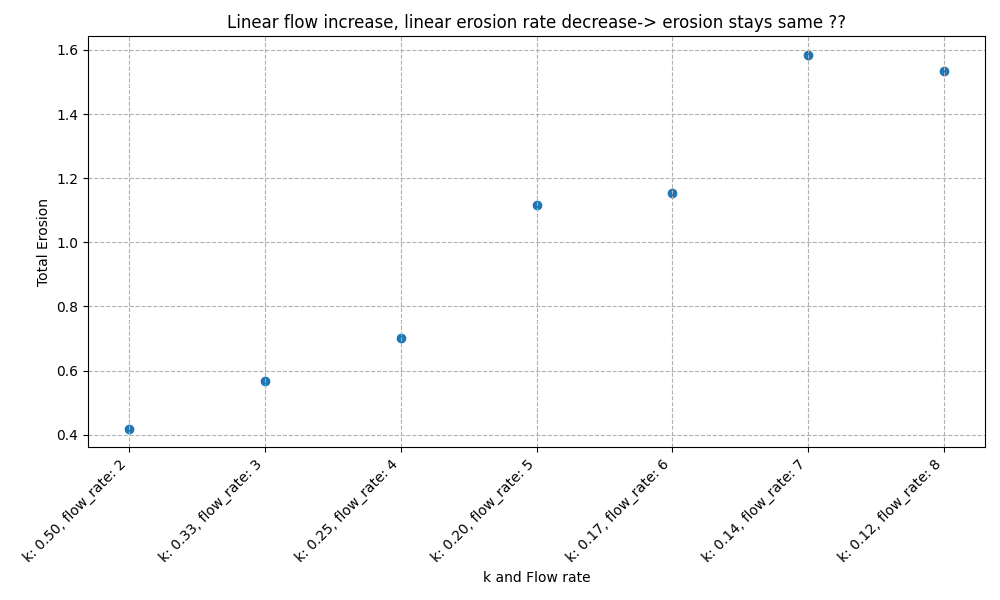 Linear flow increase, linear erosion rate decrease-> erosion stays same ??
Total Erosion
1.6
1.4
1.2
1.0
0.8
0.6
0.4
k: 0.50, flow_rate: 2
k: 0.33, flow_rate: 3
k: 0.25, flow_rate: 4
k: 0.20, flow_rate: 5
k: 0.17, flow_rate: 6
k: 0.14, flow_rate: 7
k: 0.12, flow_rate: 8
k and Flow rate